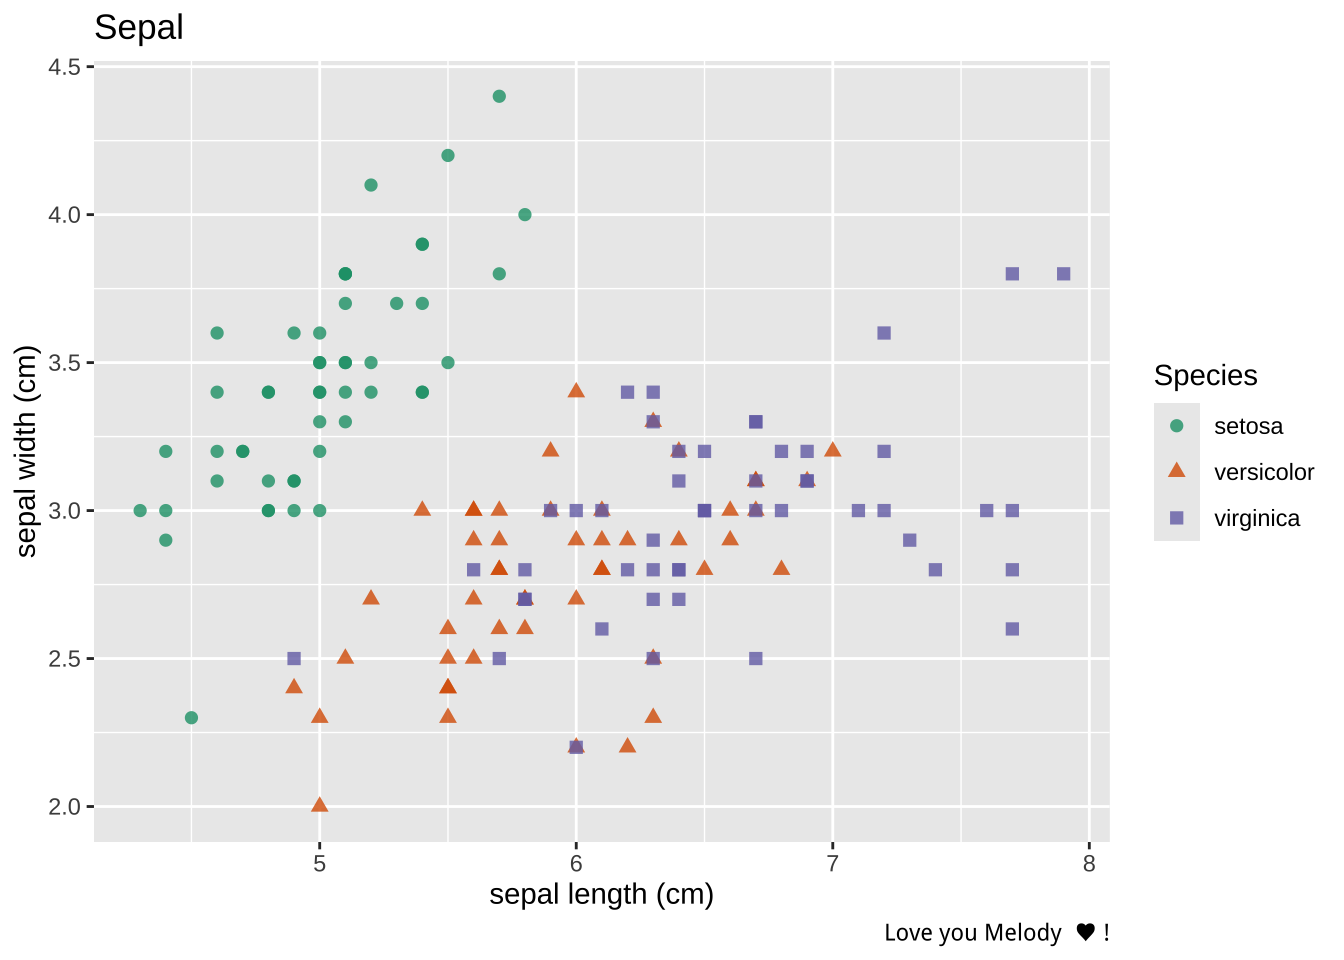 Sepal
4.5
4.0
3.5
3.0
2.5
2.0
sepal width (cm)
5 6 7 8
sepal length (cm)
Species
setosa
versicolor
virginica
Love you Melody ♥ !